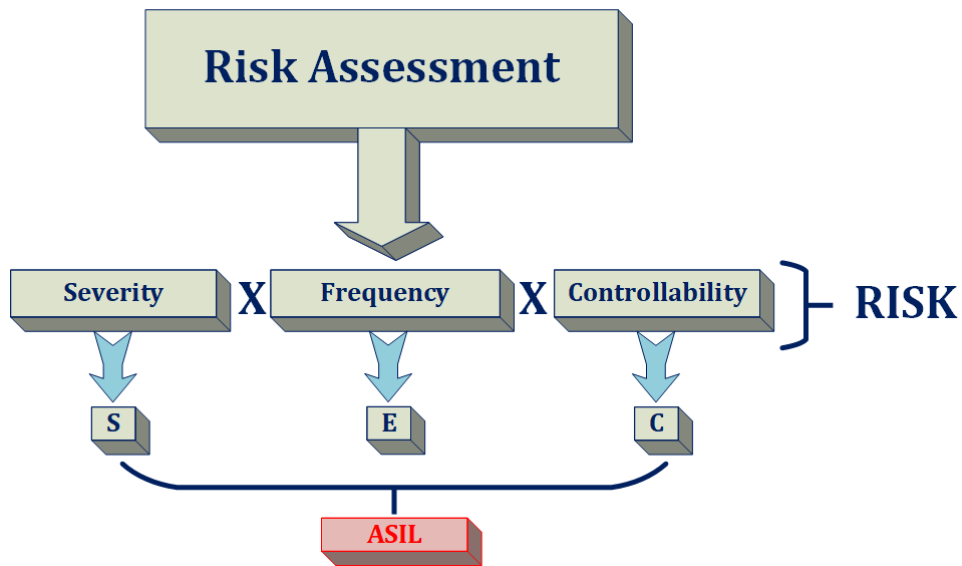 Risk Assessment
Severity X Frequency X Controllability RISK
S E C
ASIL